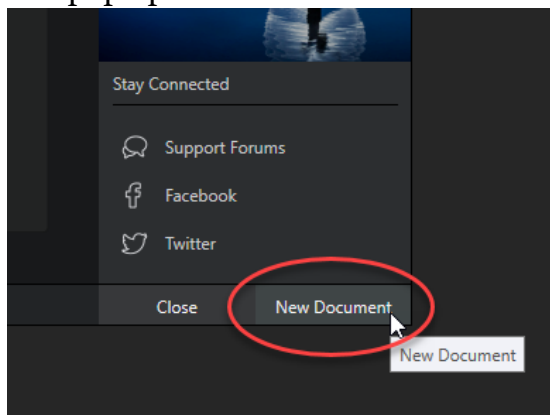 Stay Connected
Support Forums
Facebook
Twitter
Close New Document
New Document